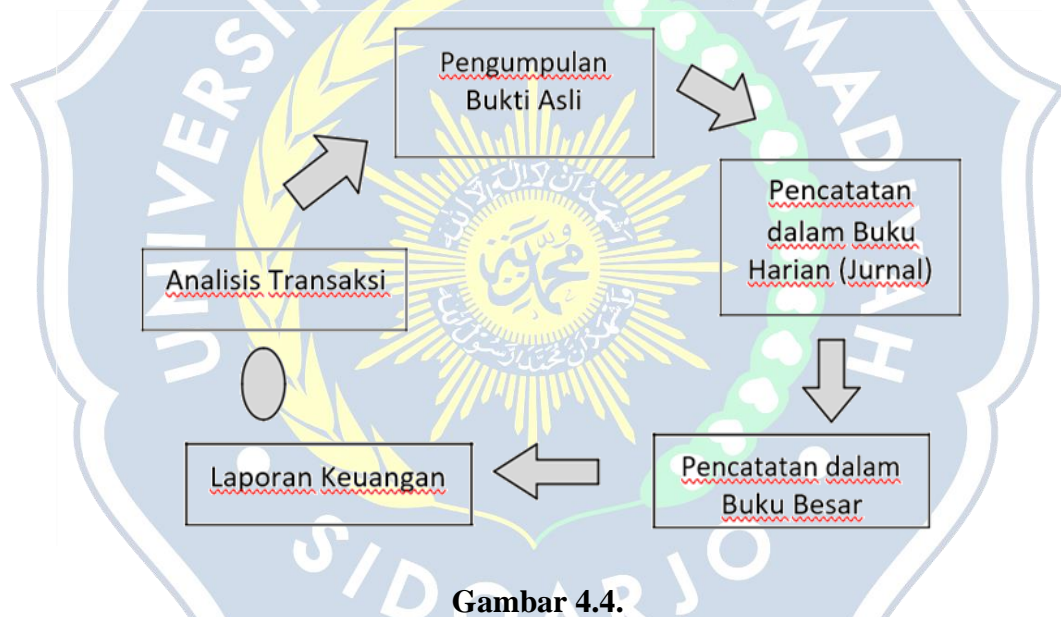 Pengumpulan
Bukti Asli
Pencatatan
dalam Buku
Harian (Jurnal)
Analisis Transaksi
Laporan Keuangan
Pencatatan dalam
Buku Besar
SIDOARJO
Gambar 4.4.